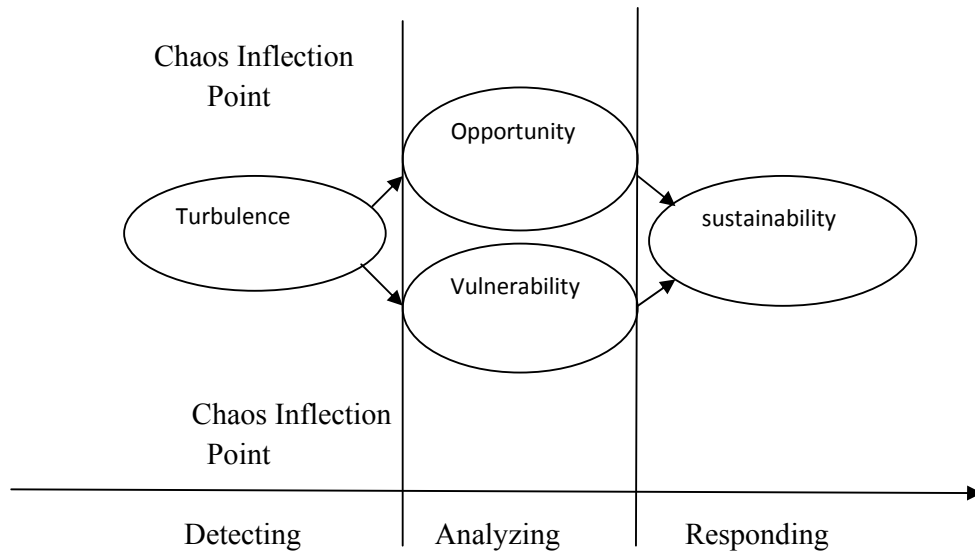 Chaos Inflection
Point
Opportunity
Turbulence
sustainability
Vulnerability
Chaos Inflection
Point
Detecting
Analyzing
Responding